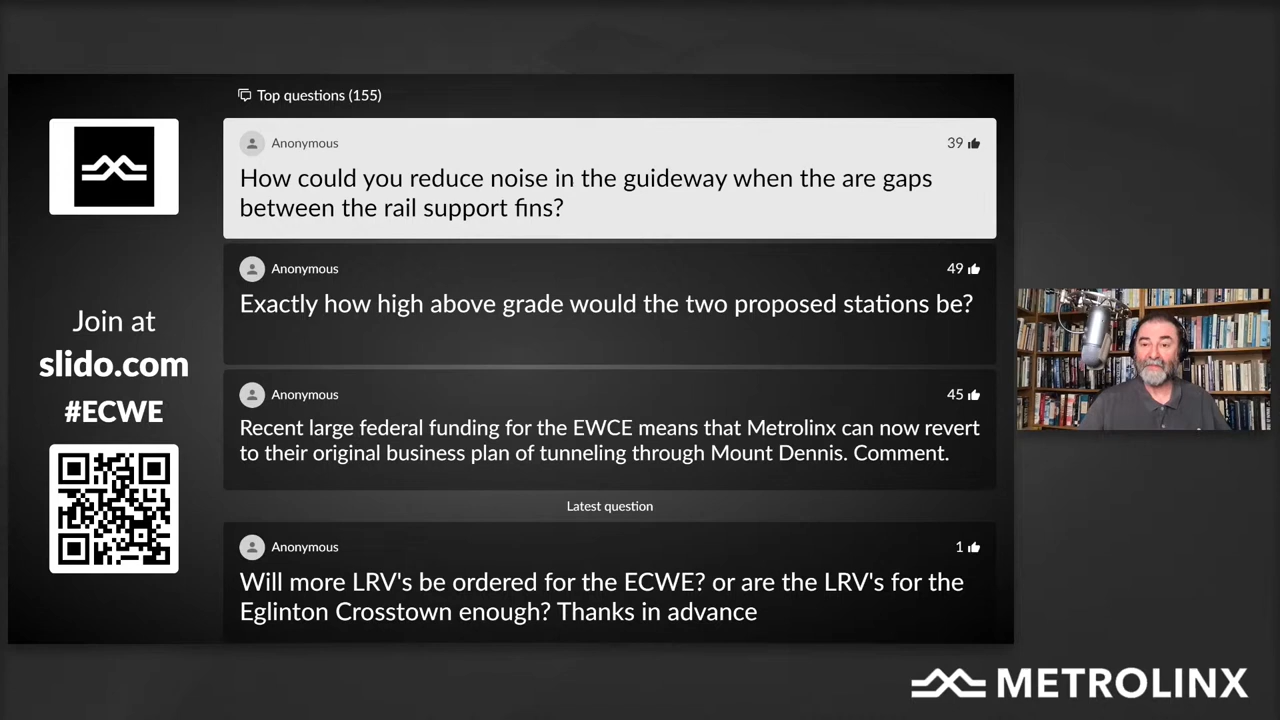 Top questions (155)
Anonymous
39
How could you reduce noise in the guideway when the are gaps
between the rail support fins?
Anonymous
49
Exactly how high above grade would the two proposed stations be?
Join at
slido.com
#ECWE
Anonymous
45
Recent large federal funding for the EWCE means that Metrolinx can now revert
to their original business plan of tunneling through Mount Dennis. Comment.
Latest question
Anonymous
1
Will more LRV's be ordered for the ECWE? or are the LRV's for the
Eglinton Crosstown enough? Thanks in advance
METROLINX